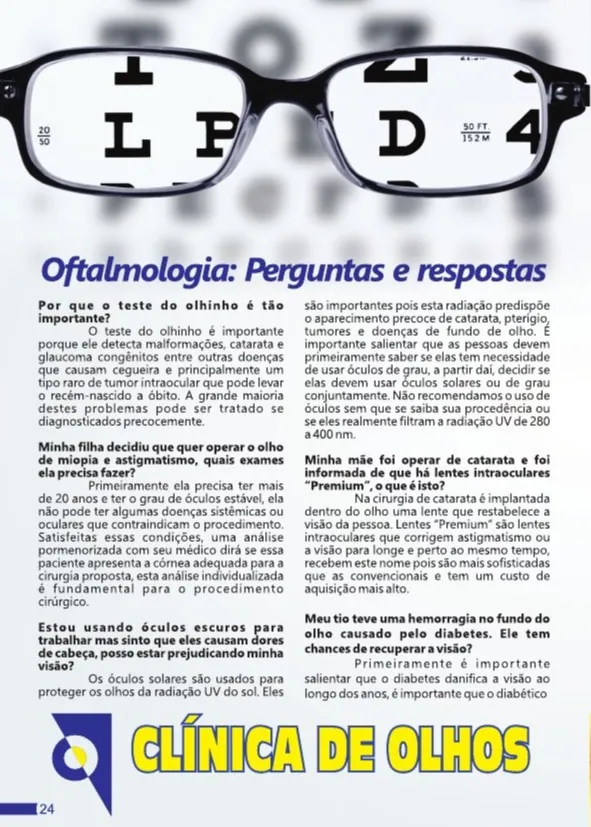 T
Z
20
50
L P D 4
50 FT.
15.2 M
Oftalmologia: Perguntas e respostas
Por que o teste do olhinho é tão
importante?
O teste do olhinho é importante
porque ele detecta malformações, catarata e
glaucoma congênitos entre outras doenças
que causam cegueira e principalmente um
tipo raro de tumor intraocular que pode levar
o recém-nascido a óbito. A grande maioria
destes problemas pode ser tratado se
diagnosticados precocemente.
Minha filha decidiu que quer operar o olho
de miopia e astigmatismo, quais exames
ela precisa fazer?
Primeiramente ela precisa ter mais
de 20 anos e ter o grau de óculos estável, ela
não pode ter algumas doenças sistêmicas ou
oculares que contraindicam o procedimento.
Satisfeitas essas condições, uma análise
pormenorizada com seu médico dirá se essa
paciente apresenta a córnea adequada para a
cirurgia proposta, esta análise individualizada
é fundamental para o procedimento
cirúrgico.
Estou usando óculos escuros para
trabalhar mas sinto que eles causam dores
de cabeça, posso estar prejudicando minha
visão?
Os óculos solares são usados para
proteger os olhos da radiação UV do sol. Eles
são importantes pois esta radiação predispõe
o aparecimento precoce de catarata, pterigio,
tumores e doenças de fundo de olho. É
importante salientar que as pessoas devem
primeiramente saber se elas tem necessidade
de usar óculos de grau, a partir daí, decidir se
elas devem usar óculos solares ou de grau
conjuntamente. Não recomendamos o uso de
óculos sem que se saiba sua procedência ou
se eles realmente filtram a radiação UV de 280
a 400 nm.
Minha mãe foi operar de catarata e foi
informada de que há lentes intraoculares
"Premium", o que é isto?
Na cirurgia de catarata é implantada
dentro do olho uma lente que restabelece a
visão da pessoa. Lentes "Premium" são lentes
intraoculares que corrigem astigmatismo ou
a visão para longe e perto ao mesmo tempo,
recebem este nome pois são mais sofisticadas
que as convencionais e tem um custo de
aquisição mais alto.
Meu tio teve uma hemorragia no fundo do
olho causado pelo diabetes. Ele tem
chances de recuperar a visão?
Primeiramente é importante
salientar que o diabetes danifica a visão ao
longo dos anos, é importante que o diabético
CLÍNICA DE OLHOS
24